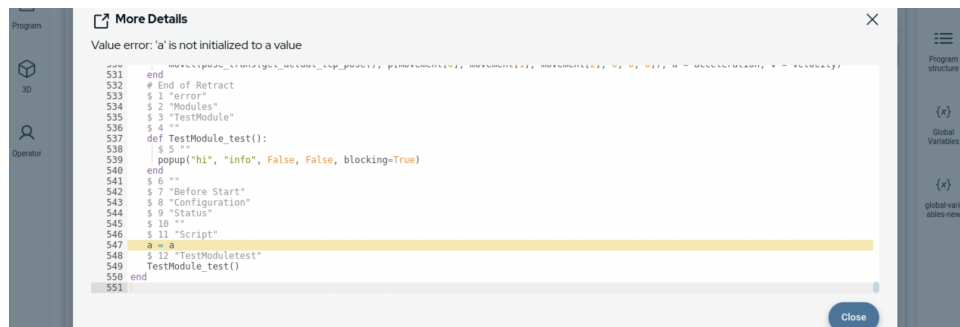 More Details
Value error: 'a' is not initialized to a value
531 end
532 # End of Retract
533 $ 1 "error"
534 $ 2 "Modules"
535 $ 3 "TestModule"
536 $ 4 ""
537 def TestModule_test():
538 $ 5 ""
539 popup("hi", "info", False, False, blocking=True)
540 end
541 $ 6 ""
542 $ 7 "Before Start"
543 $ 8 "Configuration"
544 $ 9 "Status"
545 $ 10 ""
546 $ 11 "Script"
547 a = a
548 $ 12 "TestModuletest"
549 TestModule_test()
550 end
551
Close
Program
3D
Operator
Program
structure
{x}
Global
Variables
{x}
global-vari
ables-new